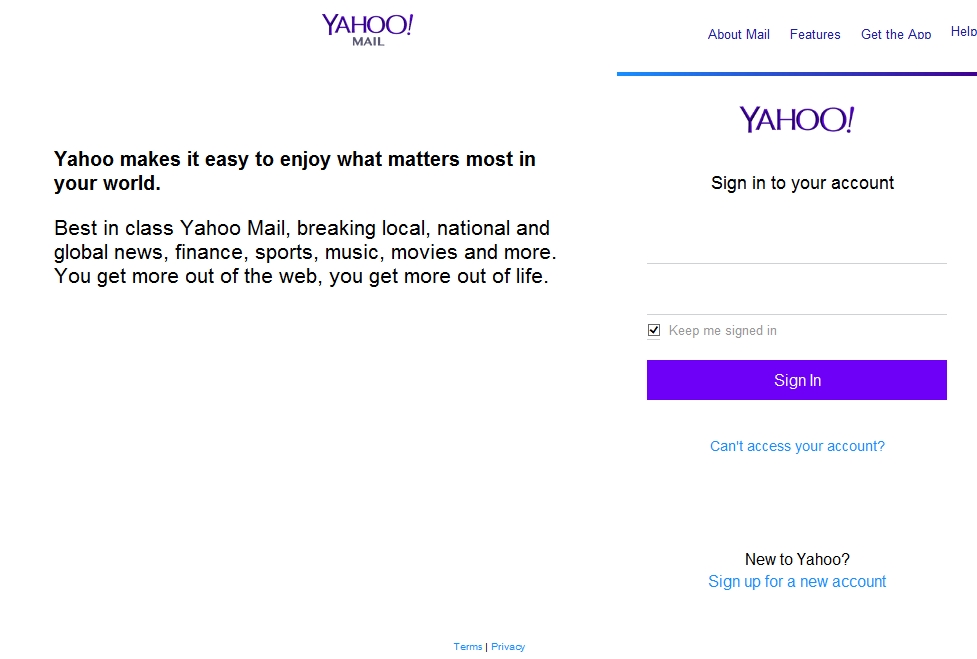 YAHOO!
MAIL
About Mail
Features
Get the App
Help
YAHOO!
Sign in to your account
Yahoo makes it easy to enjoy what matters most in
your world.
Best in class Yahoo Mail, breaking local, national and
global news, finance, sports, music, movies and more.
You get more out of the web, you get more out of life.
Keep me signed in
Sign In
Can't access your account?
New to Yahoo?
Sign up for a new account
Terms | Privacy